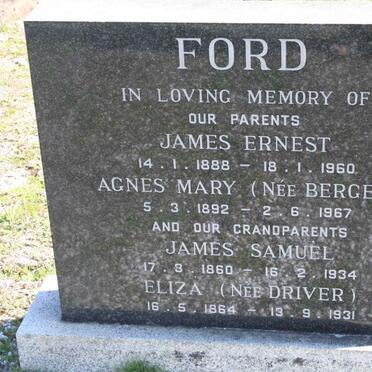 FORD
IN LOVING MEMORY OF
OUR PARENTS
JAMES ERNEST
14.1.1888 – 18.1.1960
AGNES MARY (NÉE BERGE
5.3.1892 – 2.6.1967
AND OUR GRANDPARENTS
JAMES SAMUEL
17.3.1860 – 16.2.1934
ELIZA (NÉE DRIVER)
16.5.1864 – 13.9.1931